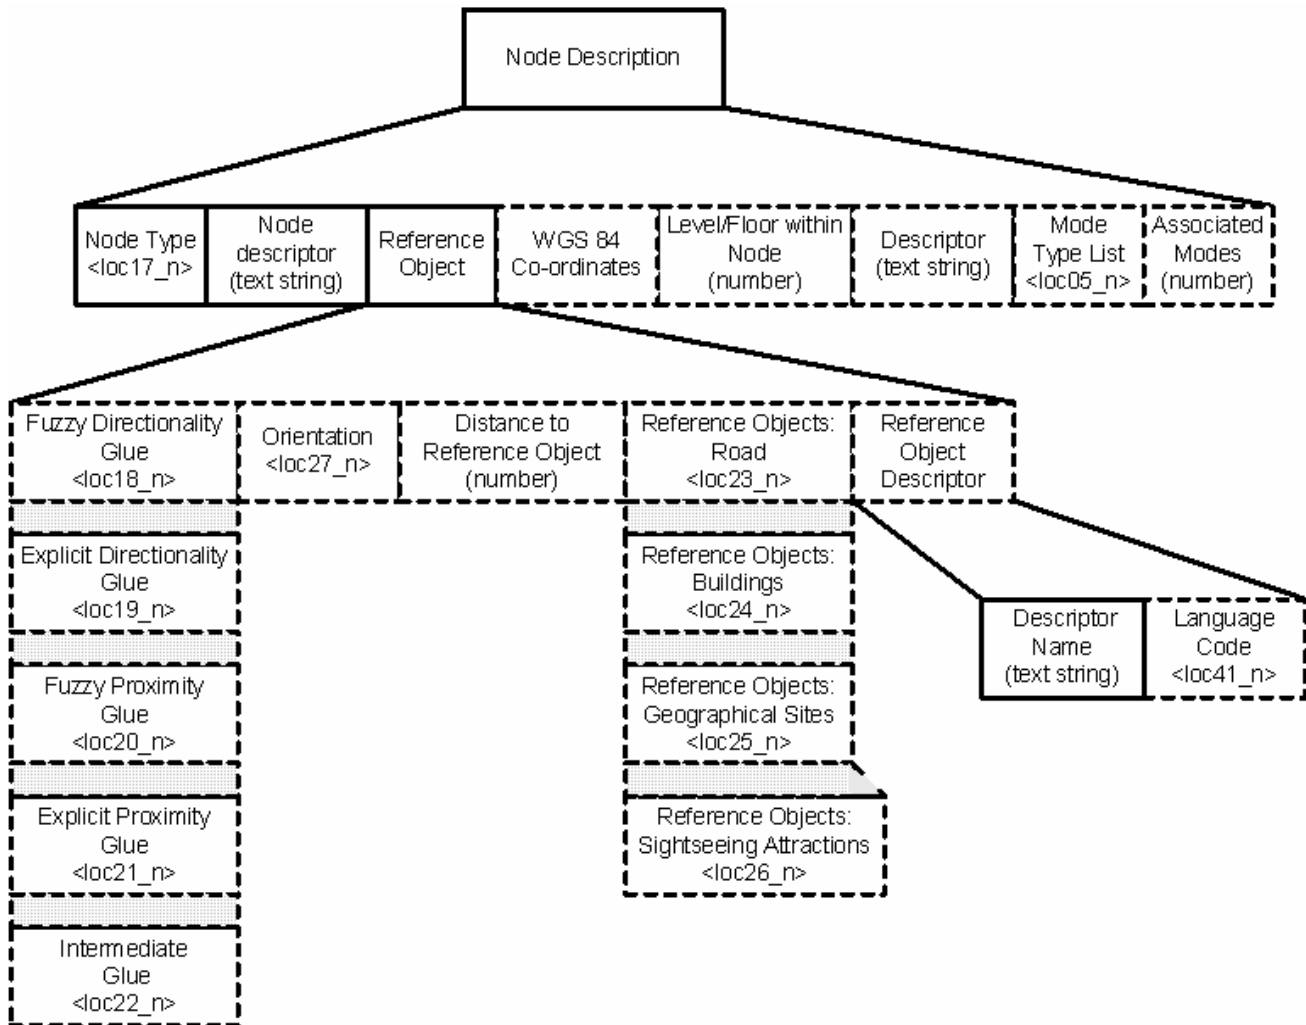 Node Description
Node Type
<loc17_n>
Node
descriptor
(text string)
Reference
Object
WGS 84
Co-ordinates
Level/Floor within
Node
(number)
Descriptor
(text string)
Mode
Type List
<loc05_n>
Associated
Modes
(number)
Fuzzy Directionality
Glue
<loc18_n>
Orientation
<loc27_n>
Distance to
Reference Object
(number)
Reference Objects:
Road
<loc23_n>
Reference
Object
Descriptor
Explicit Directionality
Glue
<loc19_n>
Reference Objects:
Buildings
<loc24_n>
Descriptor
Name
(text string)
Language
Code
<loc41_n>
Fuzzy Proximity
Glue
<loc20_n>
Reference Objects:
Geographical Sites
<loc25_n>
Explicit Proximity
Glue
<loc21_n>
Reference Objects:
Sightseeing Attractions
<loc26_n>
Intermediate
Glue
<loc22_n>